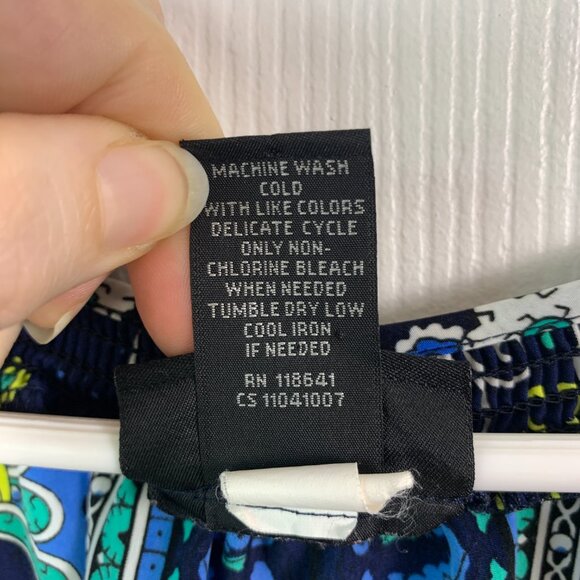 MACHINE WASH
COLD
WITH LIKE COLORS
DELICATE CYCLE
ONLY NON-
CHLORINE BLEACH
WHEN NEEDED
TUMBLE DRY LOW
COOL IRON
IF NEEDED
RN 118641
CS 11041007